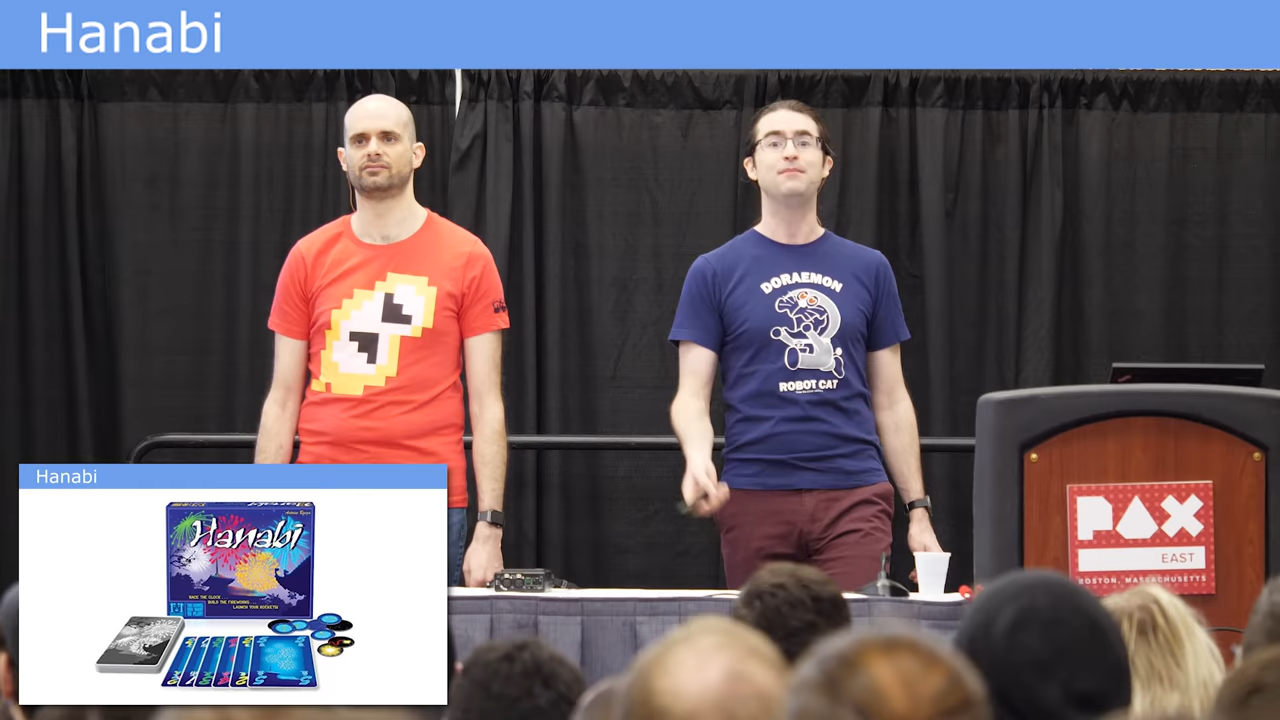 Hanabi
DORAEMON
ROBOT CAT
Hanabi
Hanabi
RACE THE CLOCK...
BUILD THE FIREWORKS...
LAUNCH YOUR ROCKETS!
PAX
EAST
BOSTON, MASSACHUSETTS